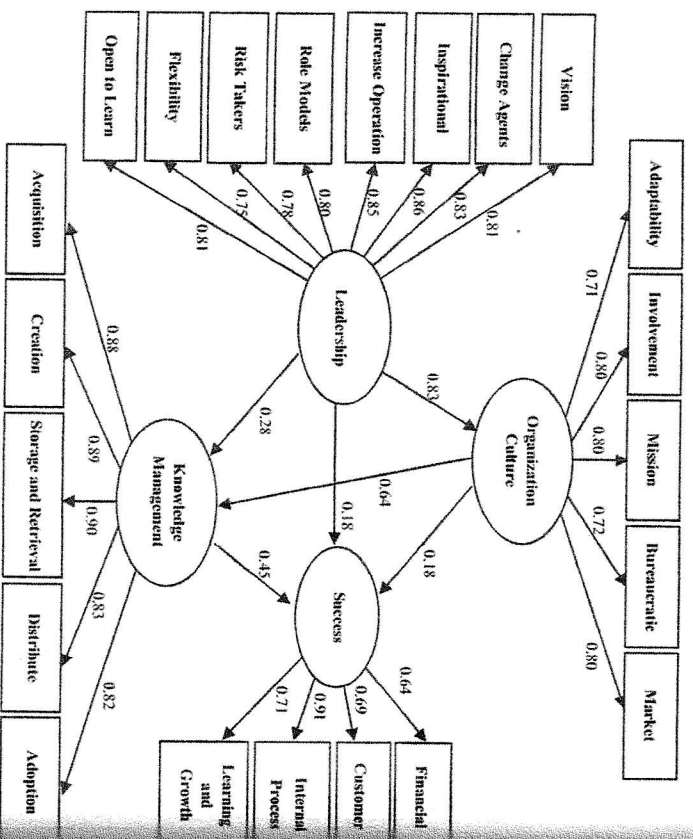 Adaptability
Involvement
Mission
Bureaucratic
Market
0.71
0.80
0.80
0.72
0.80
Organization
Culture
Vision
Change Agents
Inspirational
Increase Operation
Role Models
Risk Takers
Flexibility
Open to Learn
0.81
0.83
0.86
0.85
0.80
0.78
0.75
0.81
Leadership
0.83
0.18
0.64
0.18
0.28
0.45
Success
0.64
0.69
0.91
0.71
Financial
Customer
Internal
Process
Learning
and
Growth
Knowledge
Management
0.88
0.89
0.90
0.83
0.82
Acquisition
Creation
Storage and Retrieval
Distribute
Adoption